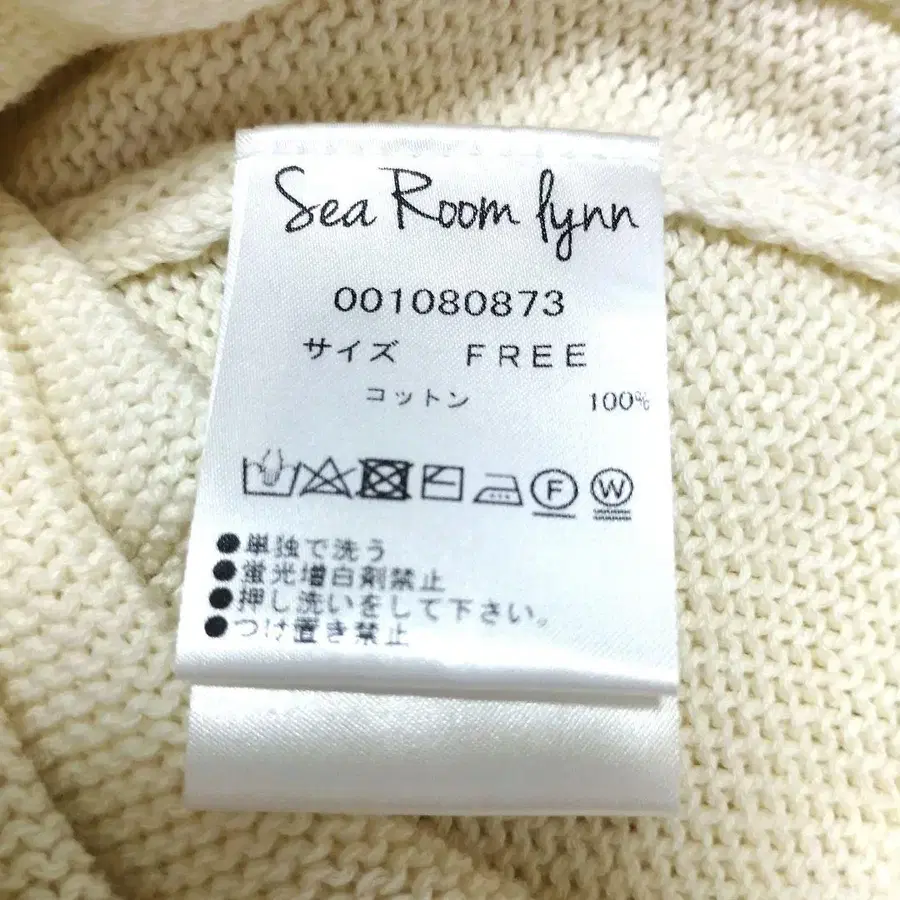 Sea Room lynn
001080873
サイズ FREE
コットン 100%
F W
●単独で洗う
●蛍光増白剤禁止
●押し洗いをして下さい。
●つけ置き禁止